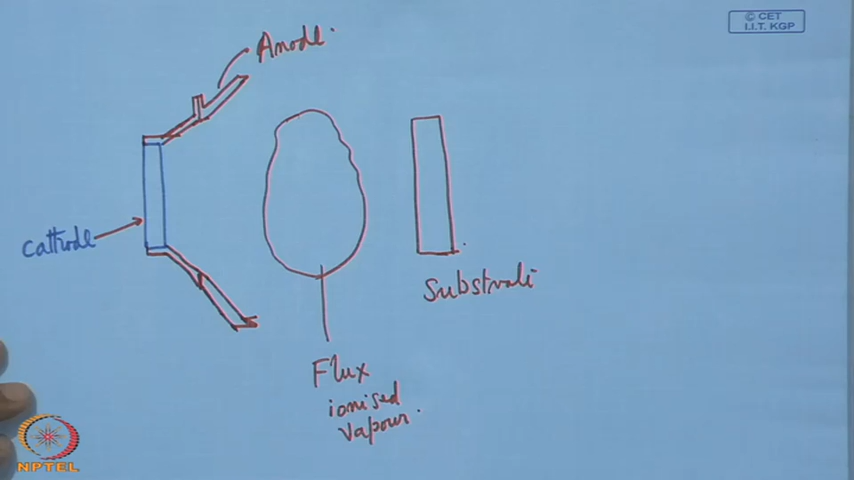 © CET
I.I.T. KGP
Anode.
Cathode
Substrate
Flux
ionised
vapour.
NPTEL